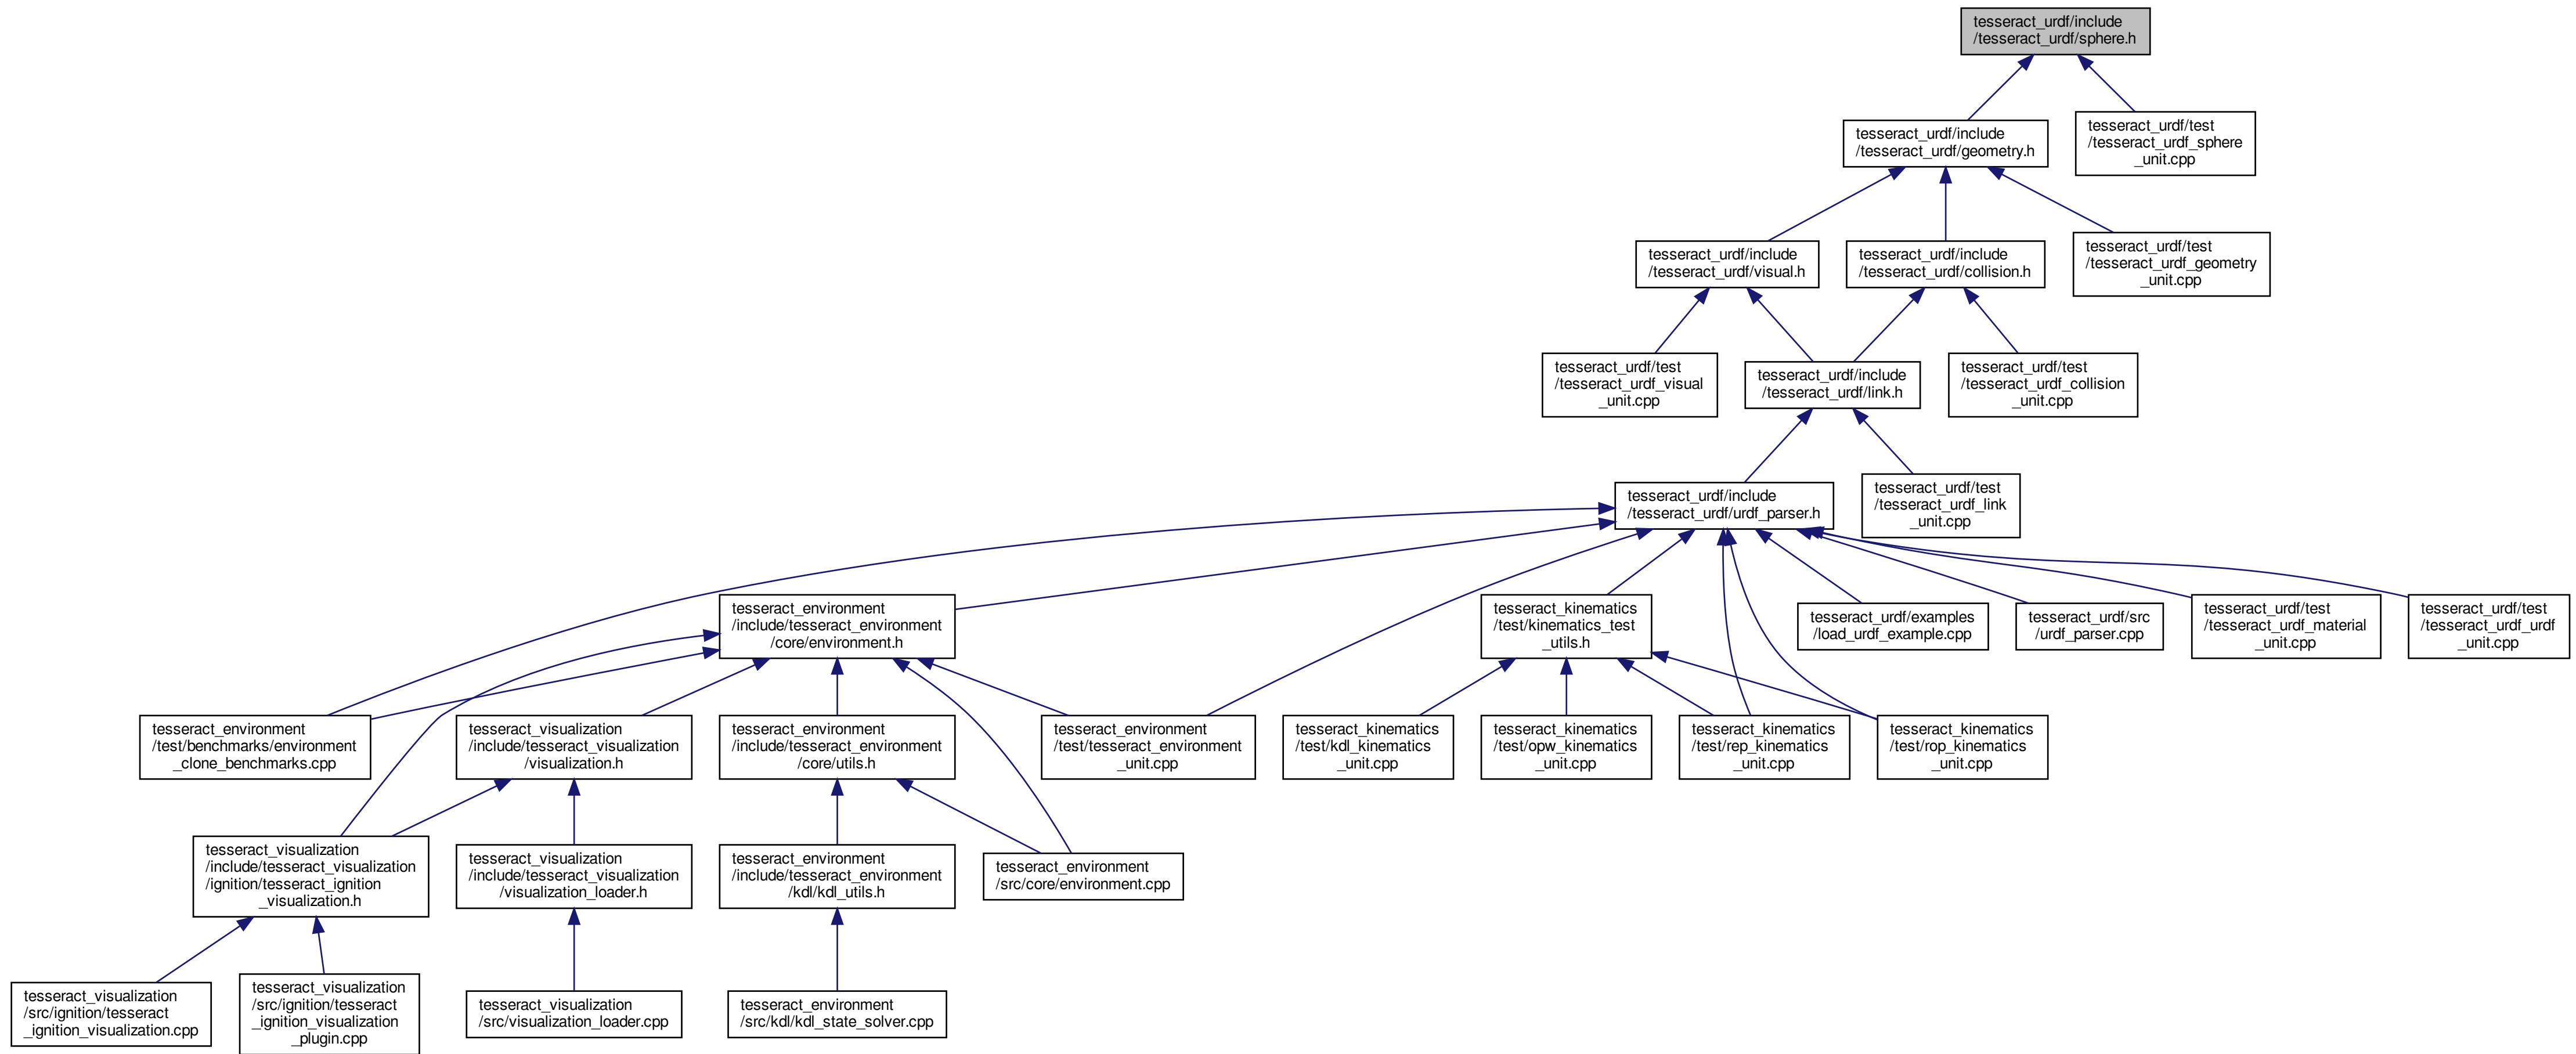 tesseract_urdf/include
/tesseract_urdf/sphere.h
tesseract_urdf/include
/tesseract_urdf/geometry.h
tesseract_urdf/test
/tesseract_urdf_sphere
_unit.cpp
tesseract_urdf/include
/tesseract_urdf/visual.h
tesseract_urdf/include
/tesseract_urdf/collision.h
tesseract_urdf/test
/tesseract_urdf_geometry
_unit.cpp
tesseract_urdf/test
/tesseract_urdf_visual
_unit.cpp
tesseract_urdf/include
/tesseract_urdf/link.h
tesseract_urdf/test
/tesseract_urdf_collision
_unit.cpp
tesseract_urdf/include
/tesseract_urdf/urdf_parser.h
tesseract_urdf/test
/tesseract_urdf_link
_unit.cpp
tesseract_environment
/include/tesseract_environment
/core/environment.h
tesseract_kinematics
/test/kinematics_test
_utils.h
tesseract_urdf/examples
/load_urdf_example.cpp
tesseract_urdf/src
/urdf_parser.cpp
tesseract_urdf/test
/tesseract_urdf_material
_unit.cpp
tesseract_urdf/test
/tesseract_urdf_urdf
_unit.cpp
tesseract_environment
/test/benchmarks/environment
_clone_benchmarks.cpp
tesseract_visualization
/include/tesseract_visualization
/visualization.h
tesseract_environment
/include/tesseract_environment
/core/utils.h
tesseract_environment
/test/tesseract_environment
_unit.cpp
tesseract_kinematics
/test/kdl_kinematics
_unit.cpp
tesseract_kinematics
/test/opw_kinematics
_unit.cpp
tesseract_kinematics
/test/rep_kinematics
_unit.cpp
tesseract_kinematics
/test/rop_kinematics
_unit.cpp
tesseract_visualization
/include/tesseract_visualization
/ignition/tesseract_ignition
_visualization.h
tesseract_visualization
/include/tesseract_visualization
/visualization_loader.h
tesseract_environment
/include/tesseract_environment
/kdl/kdl_utils.h
tesseract_environment
/src/core/environment.cpp
tesseract_visualization
/src/ignition/tesseract
_ignition_visualization.cpp
tesseract_visualization
/src/ignition/tesseract
_ignition_visualization
_plugin.cpp
tesseract_visualization
/src/visualization_loader.cpp
tesseract_environment
/src/kdl/kdl_state_solver.cpp